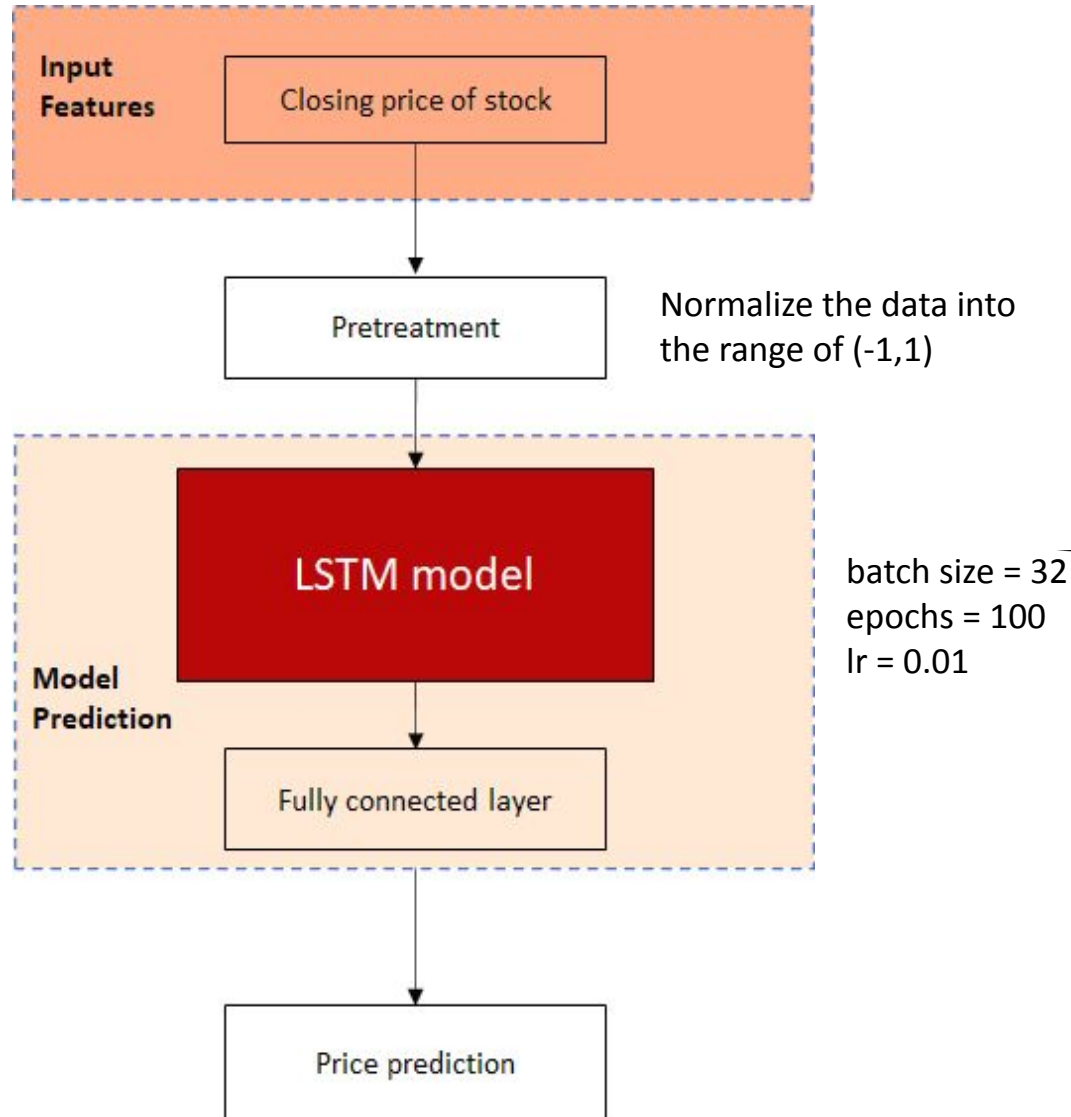 Input
Features
Closing price of stock
Pretreatment
Normalize the data into
the range of (-1,1)
LSTM model
batch size = 32
epochs = 100
lr = 0.01
Model
Prediction
Fully connected layer
Price prediction